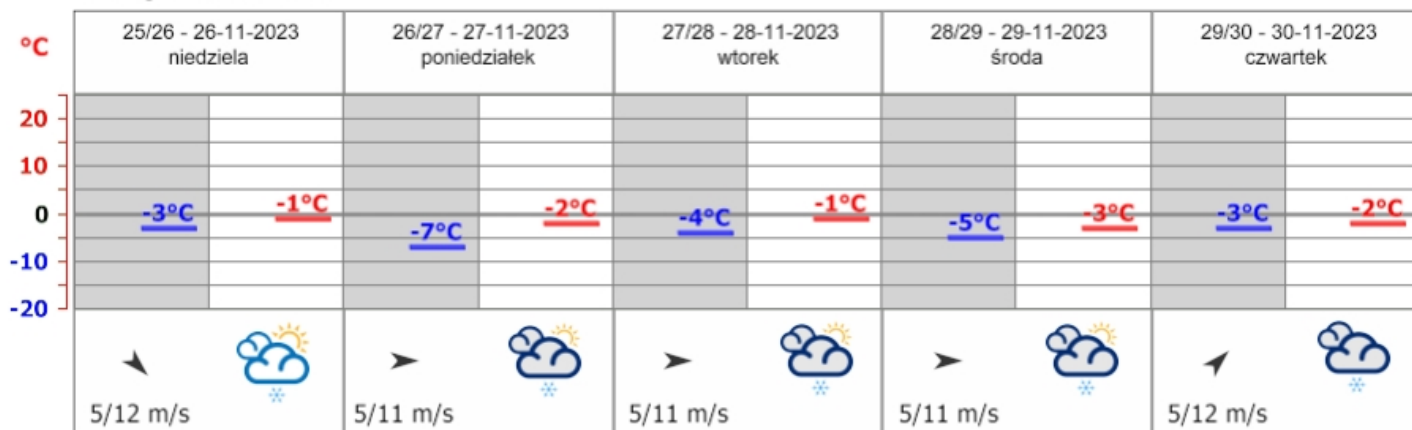 °C
25/26 - 26-11-2023
niedziela
26/27 - 27-11-2023
poniedziałek
27/28 - 28-11-2023
wtorek
28/29 - 29-11-2023
środa
29/30 - 30-11-2023
czwartek
20
10
0
-10
-20
-3°C
-1°C
-7°C
-2°C
-4°C
-1°C
-5°C
-3°C
-3°C
-2°C
5/12 m/s
5/11 m/s
5/11 m/s
5/11 m/s
5/12 m/s